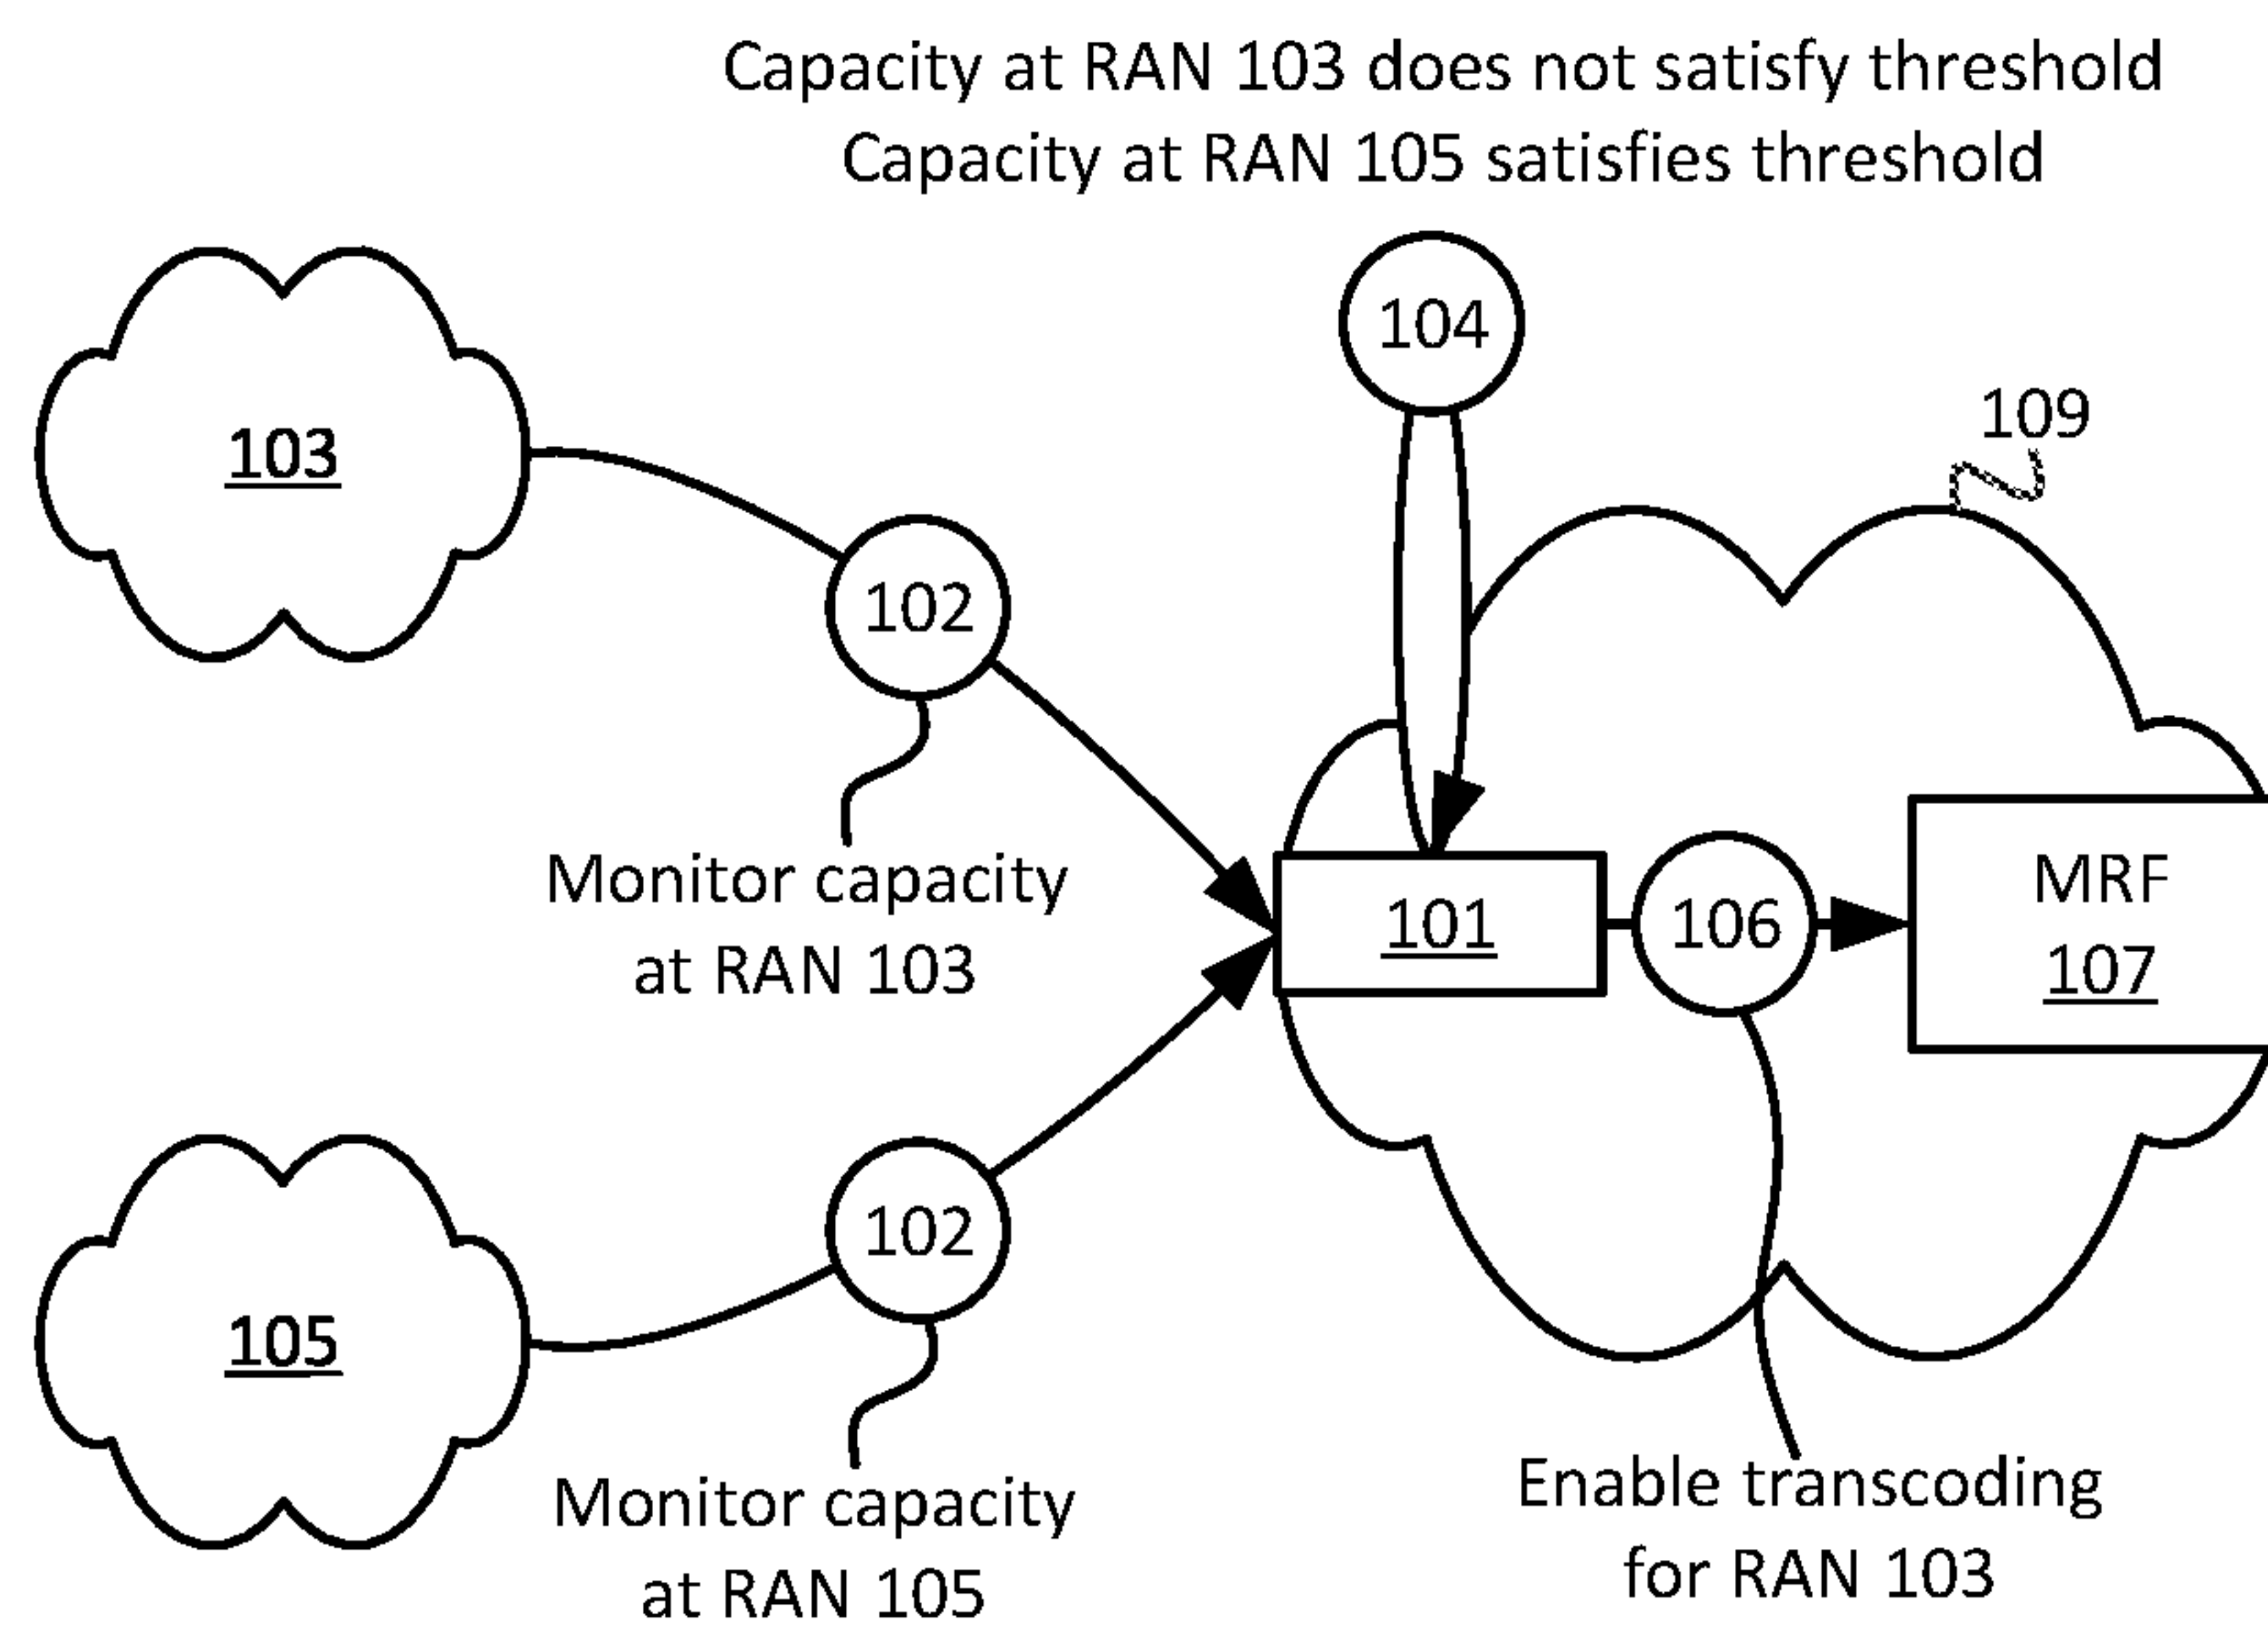 Capacity at RAN 103 does not satisfy threshold
Capacity at RAN 105 satisfies threshold
104
109
103
102
Monitor capacity
at RAN 103
101
106
MRF
107
105
102
Monitor capacity
at RAN 105
Enable transcoding
for RAN 103